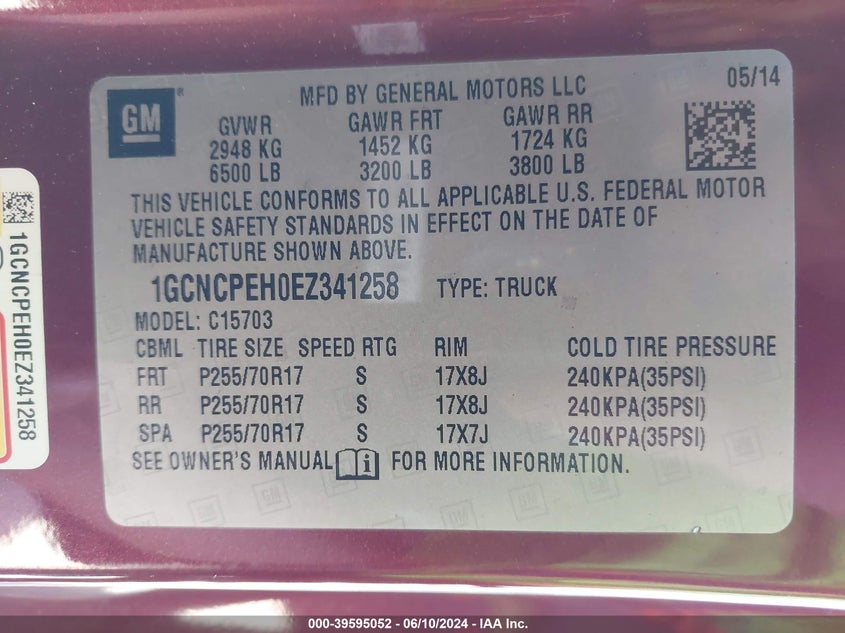 GM ®
MFD BY GENERAL MOTORS LLC
05/14
GVWR GAWR FRT GAWR RR
2948 KG 1452 KG 1724 KG
6500 LB 3200 LB 3800 LB
THIS VEHICLE CONFORMS TO ALL APPLICABLE U.S. FEDERAL MOTOR
VEHICLE SAFETY STANDARDS IN EFFECT ON THE DATE OF
MANUFACTURE SHOWN ABOVE.
1GCNCPEH0EZ341258 TYPE: TRUCK
MODEL: C15703
CBML TIRE SIZE SPEED RTG RIM COLD TIRE PRESSURE
FRT P255/70R17 S 17X8J 240KPA(35PSI)
RR P255/70R17 S 17X8J 240KPA(35PSI)
SPA P255/70R17 S 17X7J 240KPA(35PSI)
SEE OWNER'S MANUAL FOR MORE INFORMATION.
1GCNCPEH0EZ341258
000-39595052 - 06/10/2024 - IAA Inc.